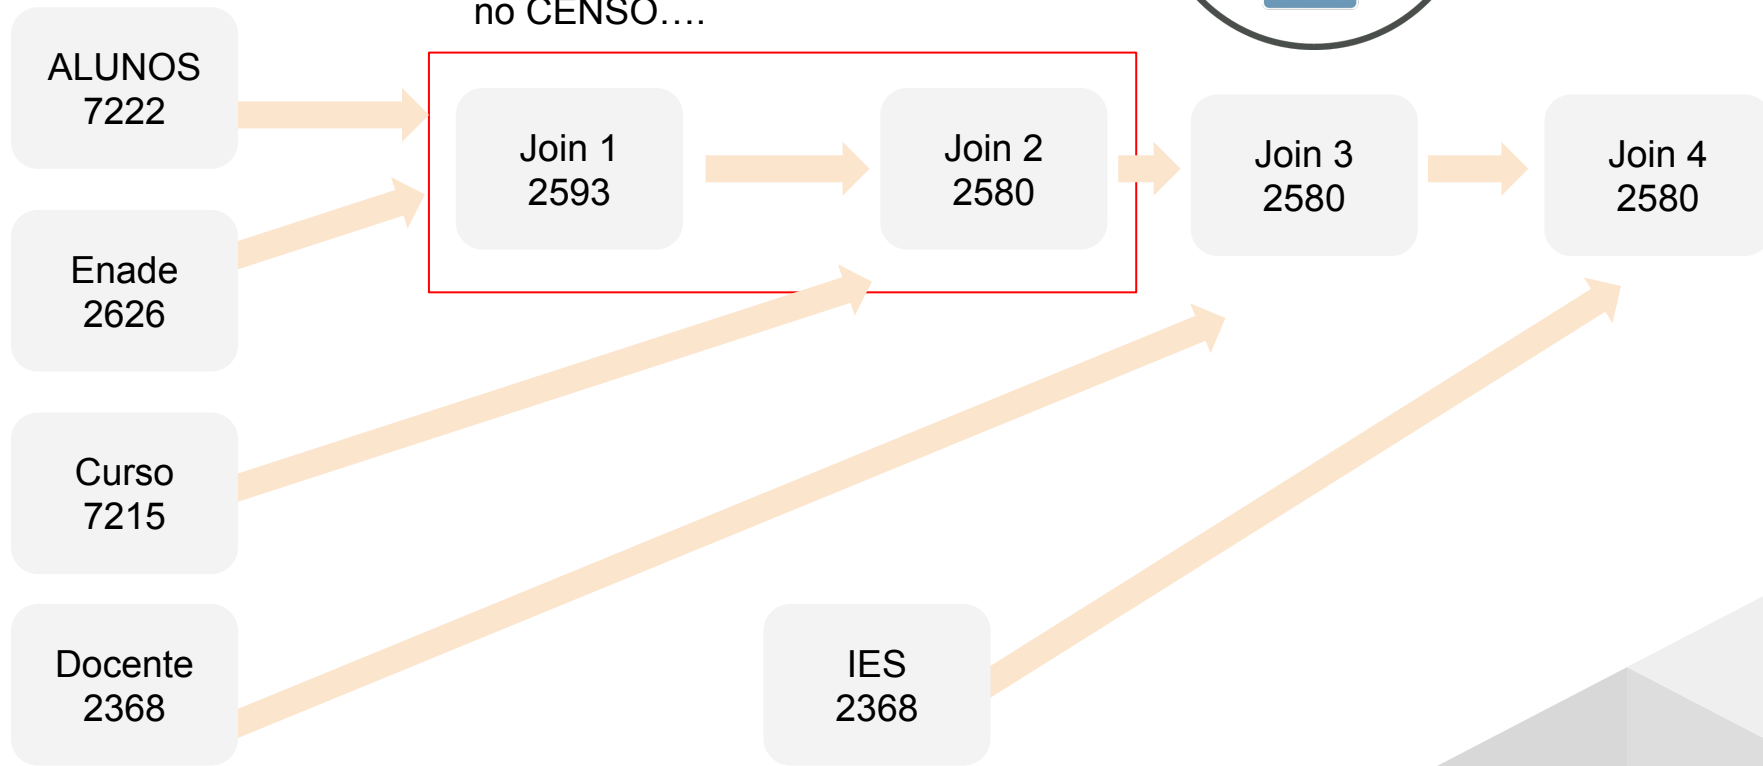 no CENSO….
ALUNOS
7222
Join 1
2593
Join 2
2580
Join 3
2580
Join 4
2580
Enade
2626
Curso
7215
Docente
2368
IES
2368